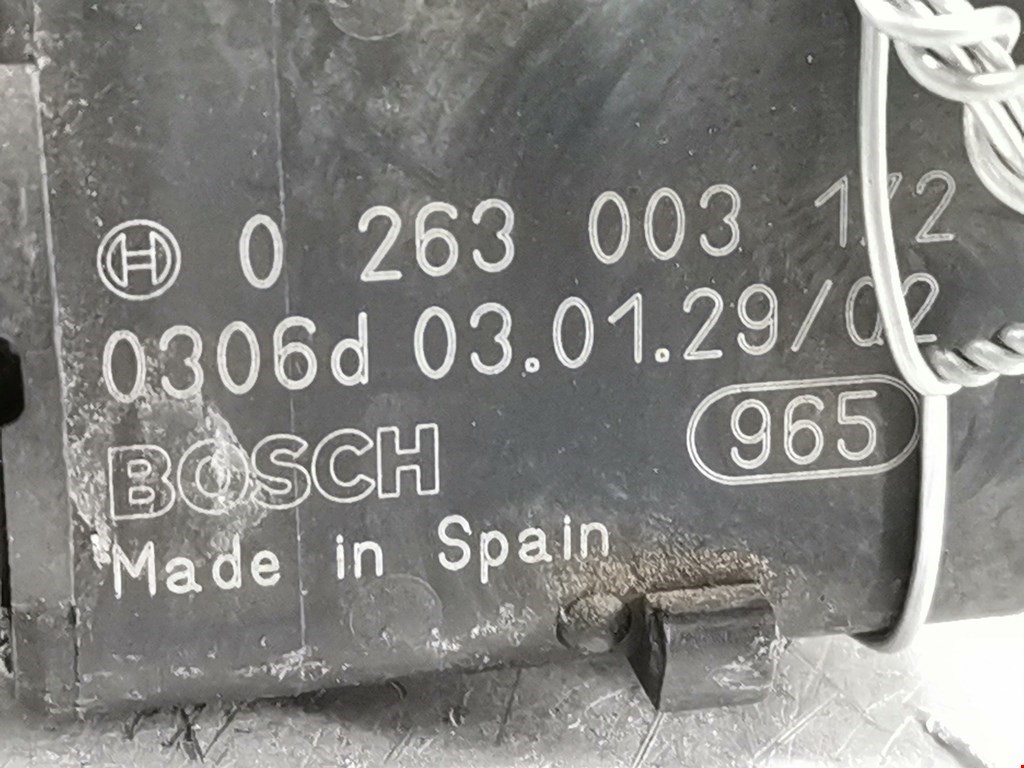 0 263 003
0306d 03.01.29/02
965
BOSCH
Made in Spain